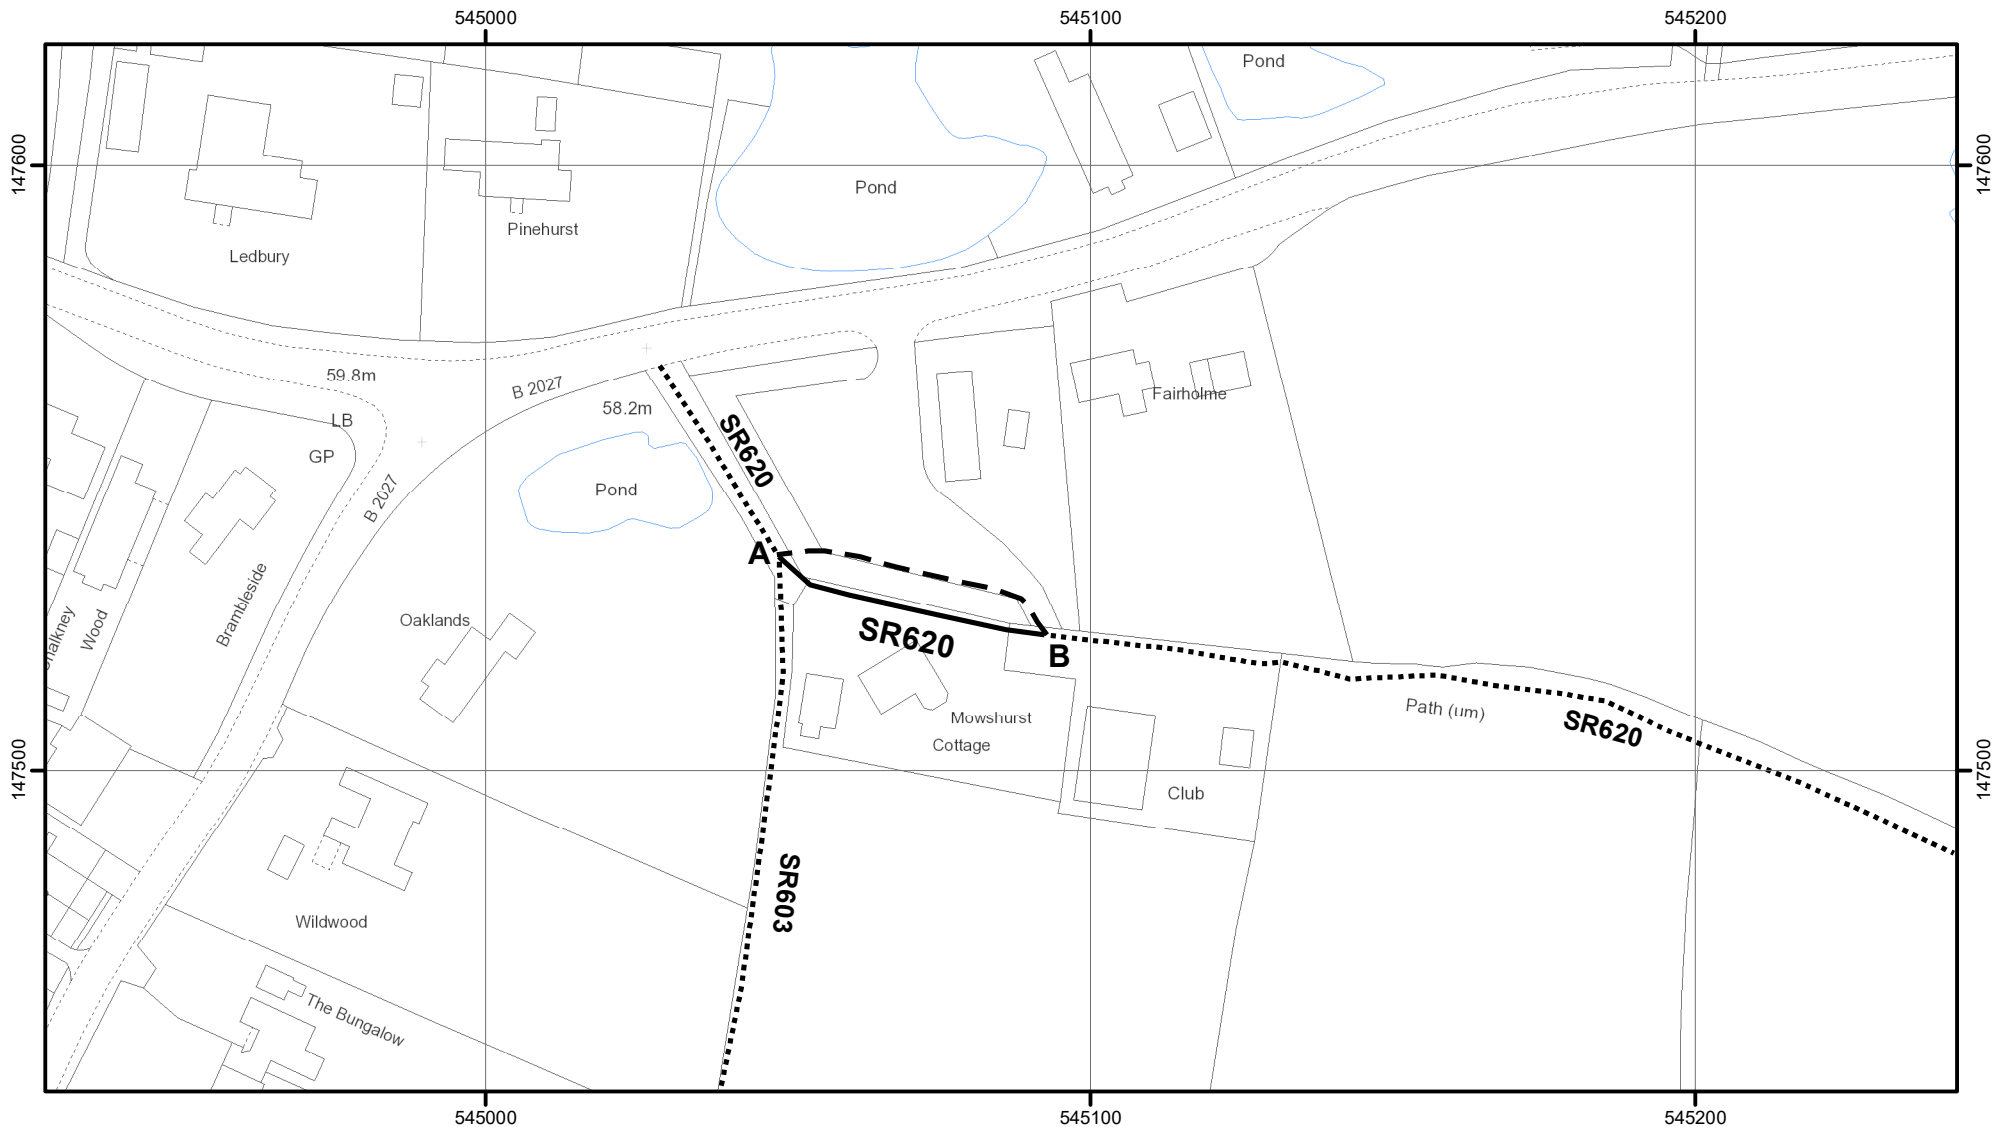 545000
545100
545200
Pond
147600
147600
Pond
Pinehurst
Ledbury
59.8m
B 2027
58.2m
Fairholme
LB
SR620
GP
Pond
B 2027
A
Brambleside
Oaklands
Wood
SR620
B
Path (um)
Mowshurst
Cottage
SR620
147500
147500
Club
SR603
Wildwood
The Bungalow
545000
545100
545200